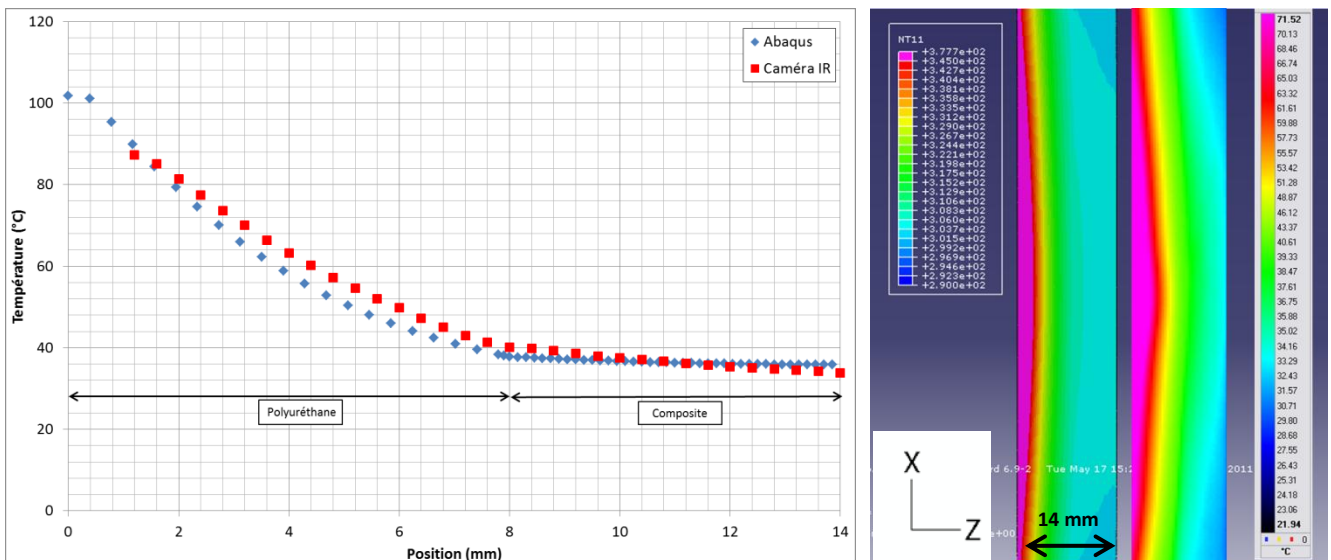 120
100
80
60
40
20
0
Température (°C)
Abaqus
Caméra IR
Polyuréthane
Composite
0 2 4 6 8 10 12 14
Position (mm)
NT11
+3.777e+02
+3.450e+02
+3.427e+02
+3.404e+02
+3.381e+02
+3.358e+02
+3.335e+02
+3.312e+02
+3.290e+02
+3.267e+02
+3.244e+02
+3.221e+02
+3.198e+02
+3.175e+02
+3.152e+02
+3.129e+02
+3.106e+02
+3.083e+02
+3.060e+02
+3.037e+02
+3.015e+02
+2.992e+02
+2.969e+02
+2.946e+02
+2.923e+02
+2.900e+02
X
Z
rd 6.9-2 Tue May 17 15:2 2011
e+00
14 mm
71.52
70.13
68.46
66.74
65.03
63.32
61.61
59.88
57.73
55.57
53.42
51.28
48.87
46.12
43.37
40.61
39.33
38.47
37.61
36.75
35.88
35.02
34.16
33.29
32.43
31.57
30.71
29.80
28.68
27.55
26.43
25.31
24.18
23.06
21.94
0
°C